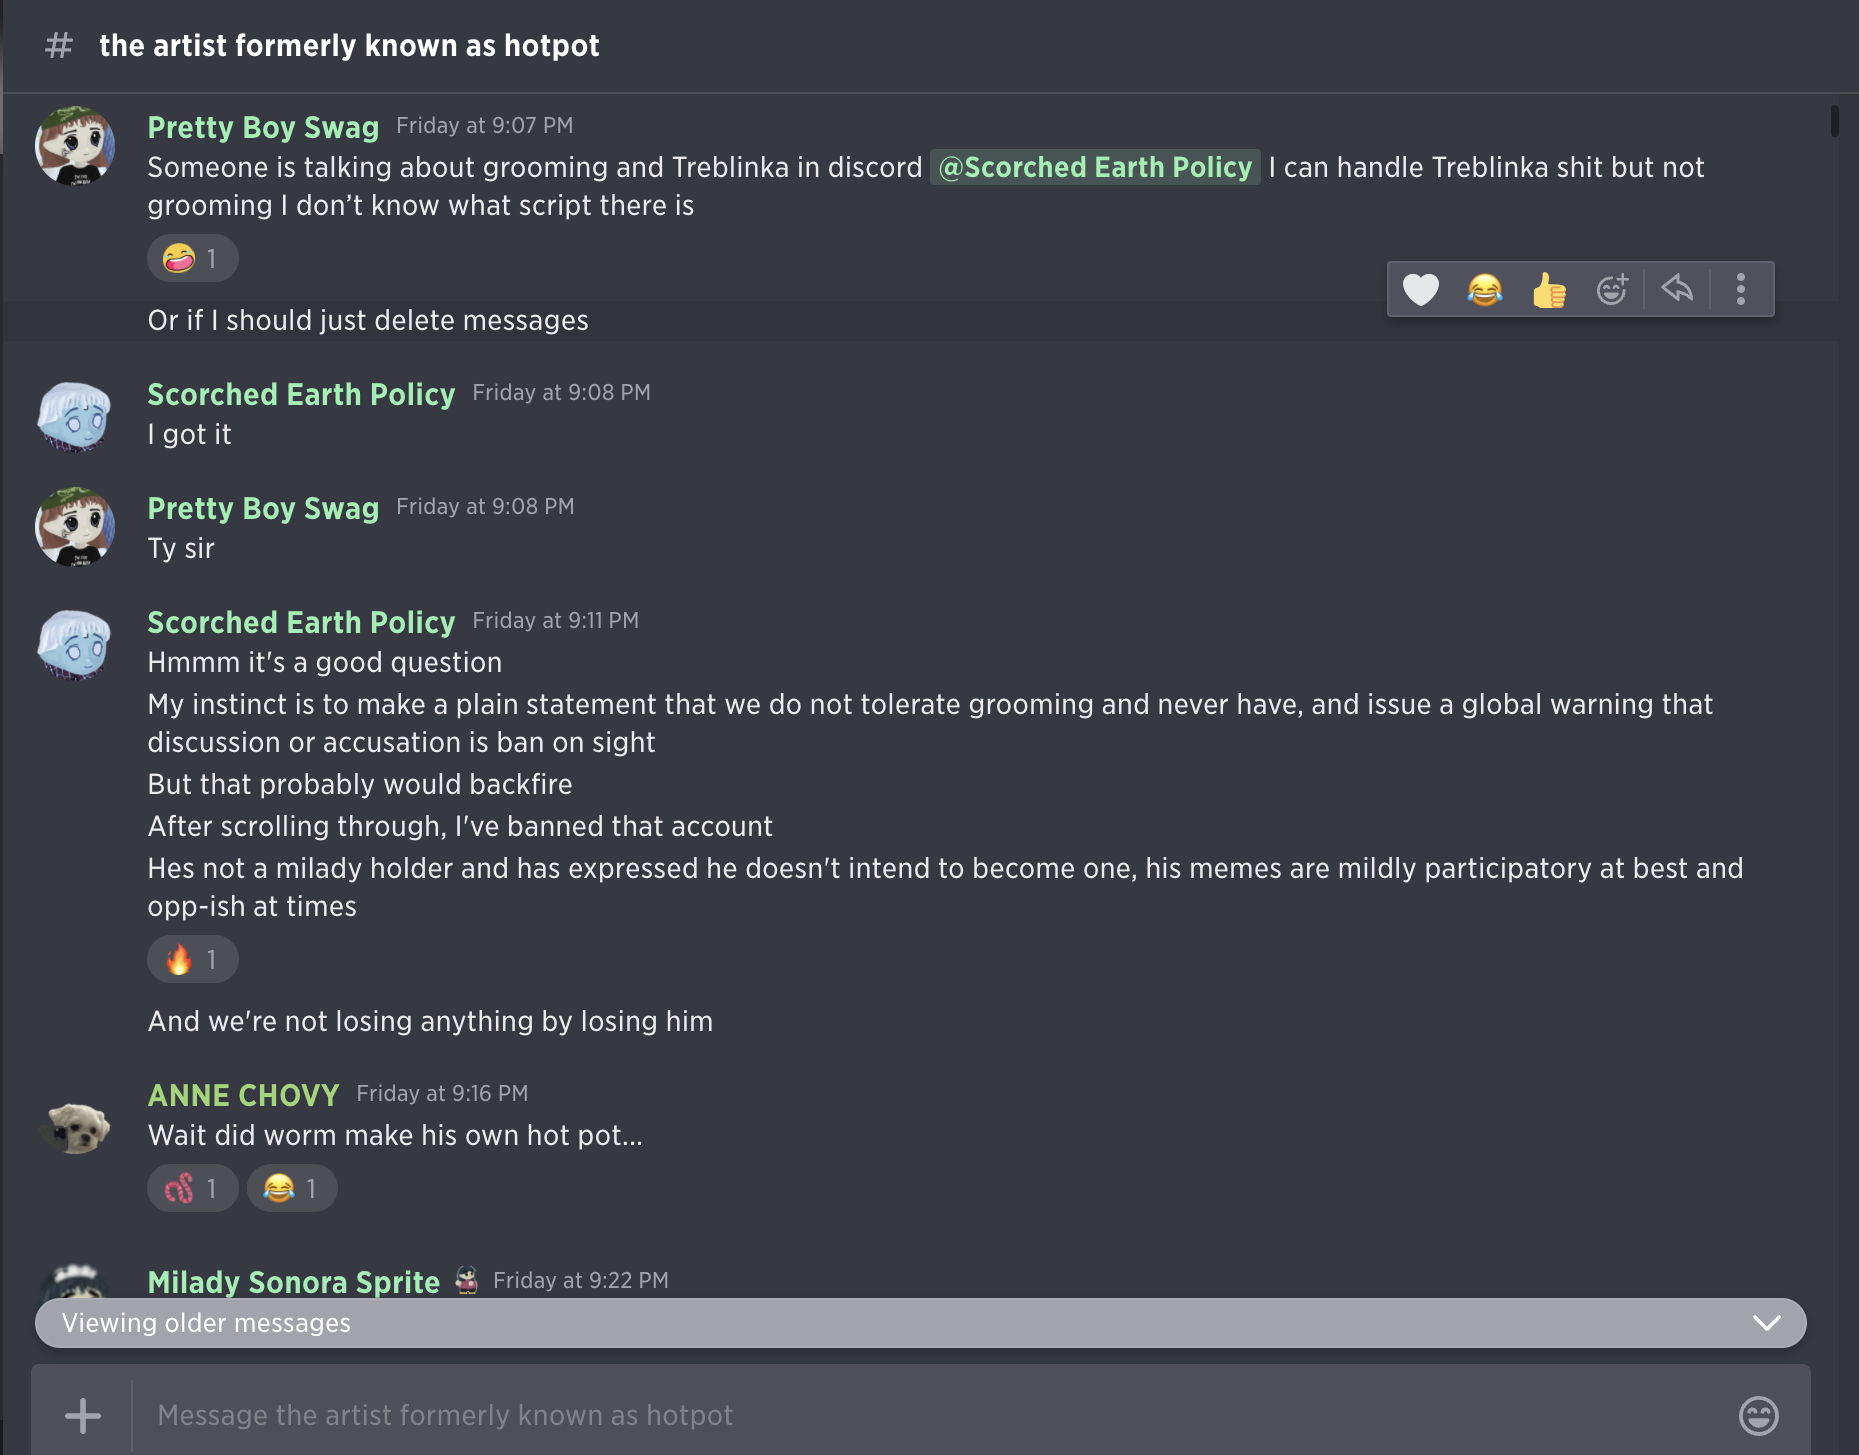 # the artist formerly known as hotpot
Pretty Boy Swag Friday at 9:07 PM
Someone is talking about grooming and Treblinka in discord @Scorched Earth Policy I can handle Treblinka shit but not
grooming I don’t know what script there is
1
Or if I should just delete messages
Scorched Earth Policy Friday at 9:08 PM
I got it
Pretty Boy Swag Friday at 9:08 PM
Ty sir
Scorched Earth Policy Friday at 9:11 PM
Hmmm it's a good question
My instinct is to make a plain statement that we do not tolerate grooming and never have, and issue a global warning that
discussion or accusation is ban on sight
But that probably would backfire
After scrolling through, I've banned that account
Hes not a milady holder and has expressed he doesn't intend to become one, his memes are mildly participatory at best and
opp-ish at times
1
And we're not losing anything by losing him
ANNE CHOVY Friday at 9:16 PM
Wait did worm make his own hot pot...
1 1
Milady Sonora Sprite Friday at 9:22 PM
Viewing older messages
Message the artist formerly known as hotpot